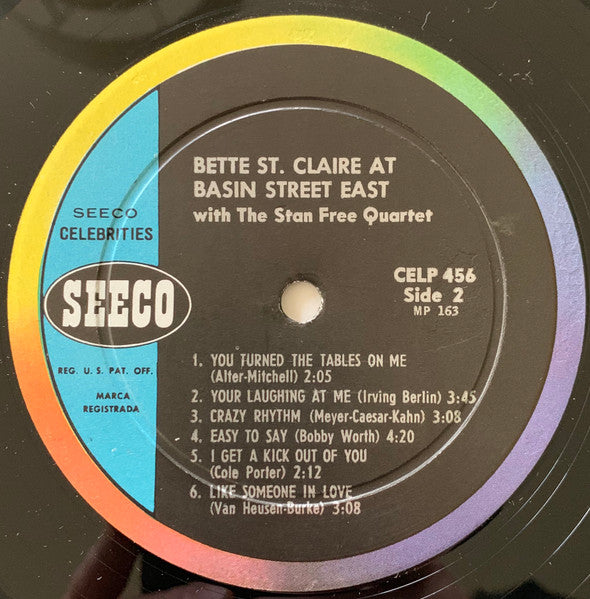 BETTE ST. CLAIRE AT
BASIN STREET EAST
with The Stan Free Quartet
SEECO
CELEBRITIES
SEECO
REG. U. S. PAT. OFF.
MARCA
REGISTRADA
CELP 456
Side 2
MP 163
1. YOU TURNED THE TABLES ON ME
(Alter-Mitchell) 2:05
2. YOUR LAUGHING AT ME (Irving Berlin) 3:45
3. CRAZY RHYTHM (Meyer-Caesar-Kahn) 3:08
4. EASY TO SAY (Bobby Worth) 4:20
5. I GET A KICK OUT OF YOU
(Cole Porter) 2:12
6. LIKE SOMEONE IN LOVE
(Van Heusen-Burke) 3:08